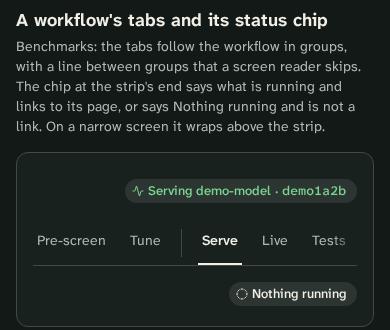 A workflow's tabs and its status chip
Benchmarks: the tabs follow the workflow in groups,
with a line between groups that a screen reader skips.
The chip at the strip's end says what is running and
links to its page, or says Nothing running and is not a
link. On a narrow screen it wraps above the strip.
Serving demo-model · demo1a2b
Pre-screen Tune Serve Live Tests
Nothing running